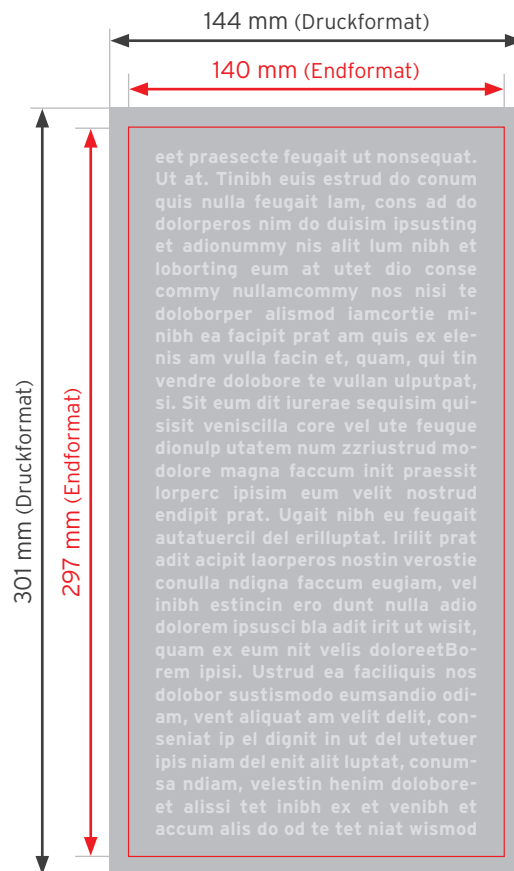 144 mm (Druckformat)
140 mm (Endformat)
301 mm (Druckformat)
297 mm (Endformat)
eet praesecte feugait ut nonsequat.
Ut at. Tinibh euis estrud do conum
quis nulla feugait lam, cons ad do
dolorperos nim do duisim ipsusting
et adionummy nis alit lum nibh et
loborting eum at utet dio conse
commy nullamcommy nos nisi te
doloborper alismod iamcortie mi-
nibh ea facipit prat am quis ex ele-
nis am vulla facin et, quam, qui tin
vendre dolobore te vullan ulputpat,
si. Sit eum dit iurerae sequisim qui-
sisit veniscilla core vel ute feugue
dionulp utatem num zzriustrud mo-
dolore magna faccum init praessit
lorperc ipisim eum velit nostrud
endipit prat. Ugait nibh eu feugait
autatuercil del erilluptat. Irilit prat
adit acipit laorperos nostin verostie
conulla ndigna faccum eugiam, vel
inibh estincin ero dunt nulla adio
dolorem ipsusci bla adit irit ut wisit,
quam ex eum nit velis doloreetBo-
rem ipisi. Ustrud ea faciliquis nos
dolobor sustismodo eumsandio odi-
am, vent aliquat am velit delit, con-
seniat ip el dignit in ut del utetuer
ipis niam del enit alit luptat, conum-
sa ndiam, velestin henim dolobore-
et alissi tet inibh ex et venibh et
accum alis do od te tet niat wismod